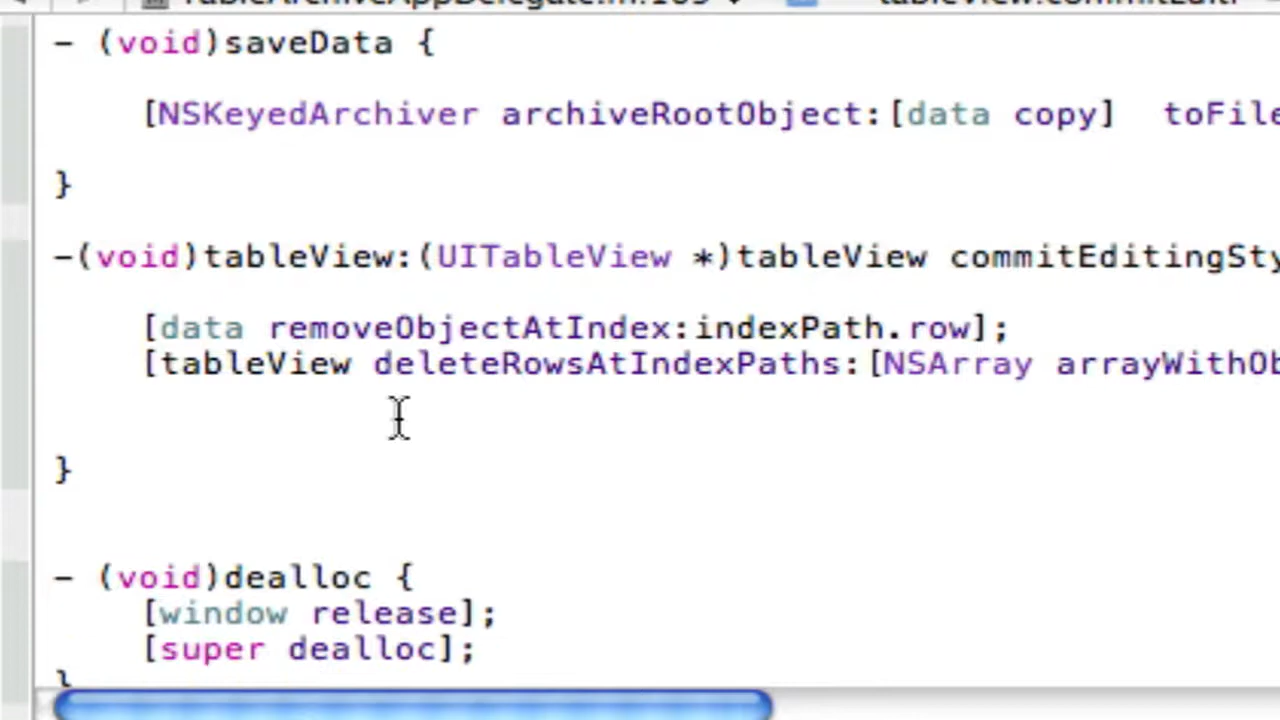 - (void)saveData {
[NSKeyedArchiver archiveRootObject:[data copy] toFile
}
-(void)tableView:(UITableView *)tableView commitEditingSty
[data removeObjectAtIndex:indexPath.row];
[tableView deleteRowsAtIndexPaths:[NSArray arrayWithOb
}
- (void)dealloc {
[window release];
[super dealloc];
}